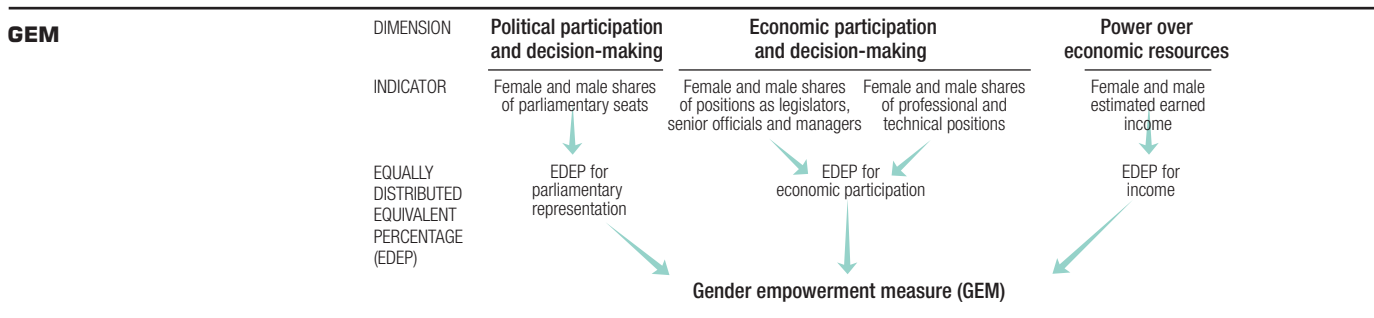 GEM
DIMENSION
Political participation
and decision-making
Economic participation
and decision-making
Power over
economic resources
INDICATOR
Female and male shares
of parliamentary seats
Female and male shares
of positions as legislators,
senior officials and managers
Female and male shares
of professional and
technical positions
Female and male
estimated earned
income
EQUALLY
DISTRIBUTED
EQUIVALENT
PERCENTAGE
(EDEP)
EDEP for
parliamentary
representation
EDEP for
economic participation
EDEP for
income
Gender empowerment measure (GEM)